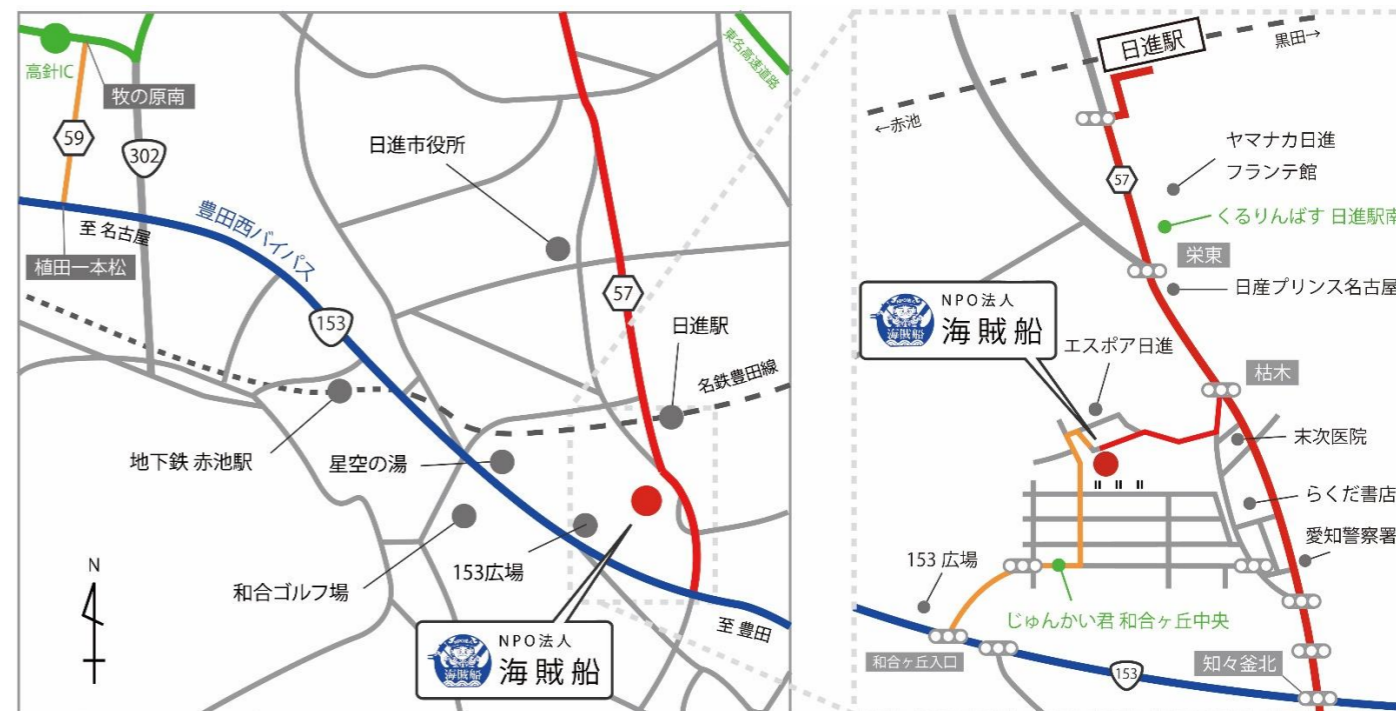 高針IC
牧の原南
59
302
東名高速道路
日進市役所
至 名古屋
豊田西バイパス
植田一本松
153
57
日進駅
名鉄豊田線
地下鉄 赤池駅
星空の湯
153広場
和合ゴルフ場
N
至 豊田
NPO法人
海賊船
海賊船
日進駅
黒田→
←赤池
57
ヤマナカ日進
フランテ館
くるりんばす 日進駅南
栄東
日産プリンス名古屋
NPO法人
海賊船
海賊船
エスポア日進
枯木
末次医院
らくだ書店
愛知警察署
153 広場
じゅんかい君 和合ヶ丘中央
和合ヶ丘入口
知々釜北
153